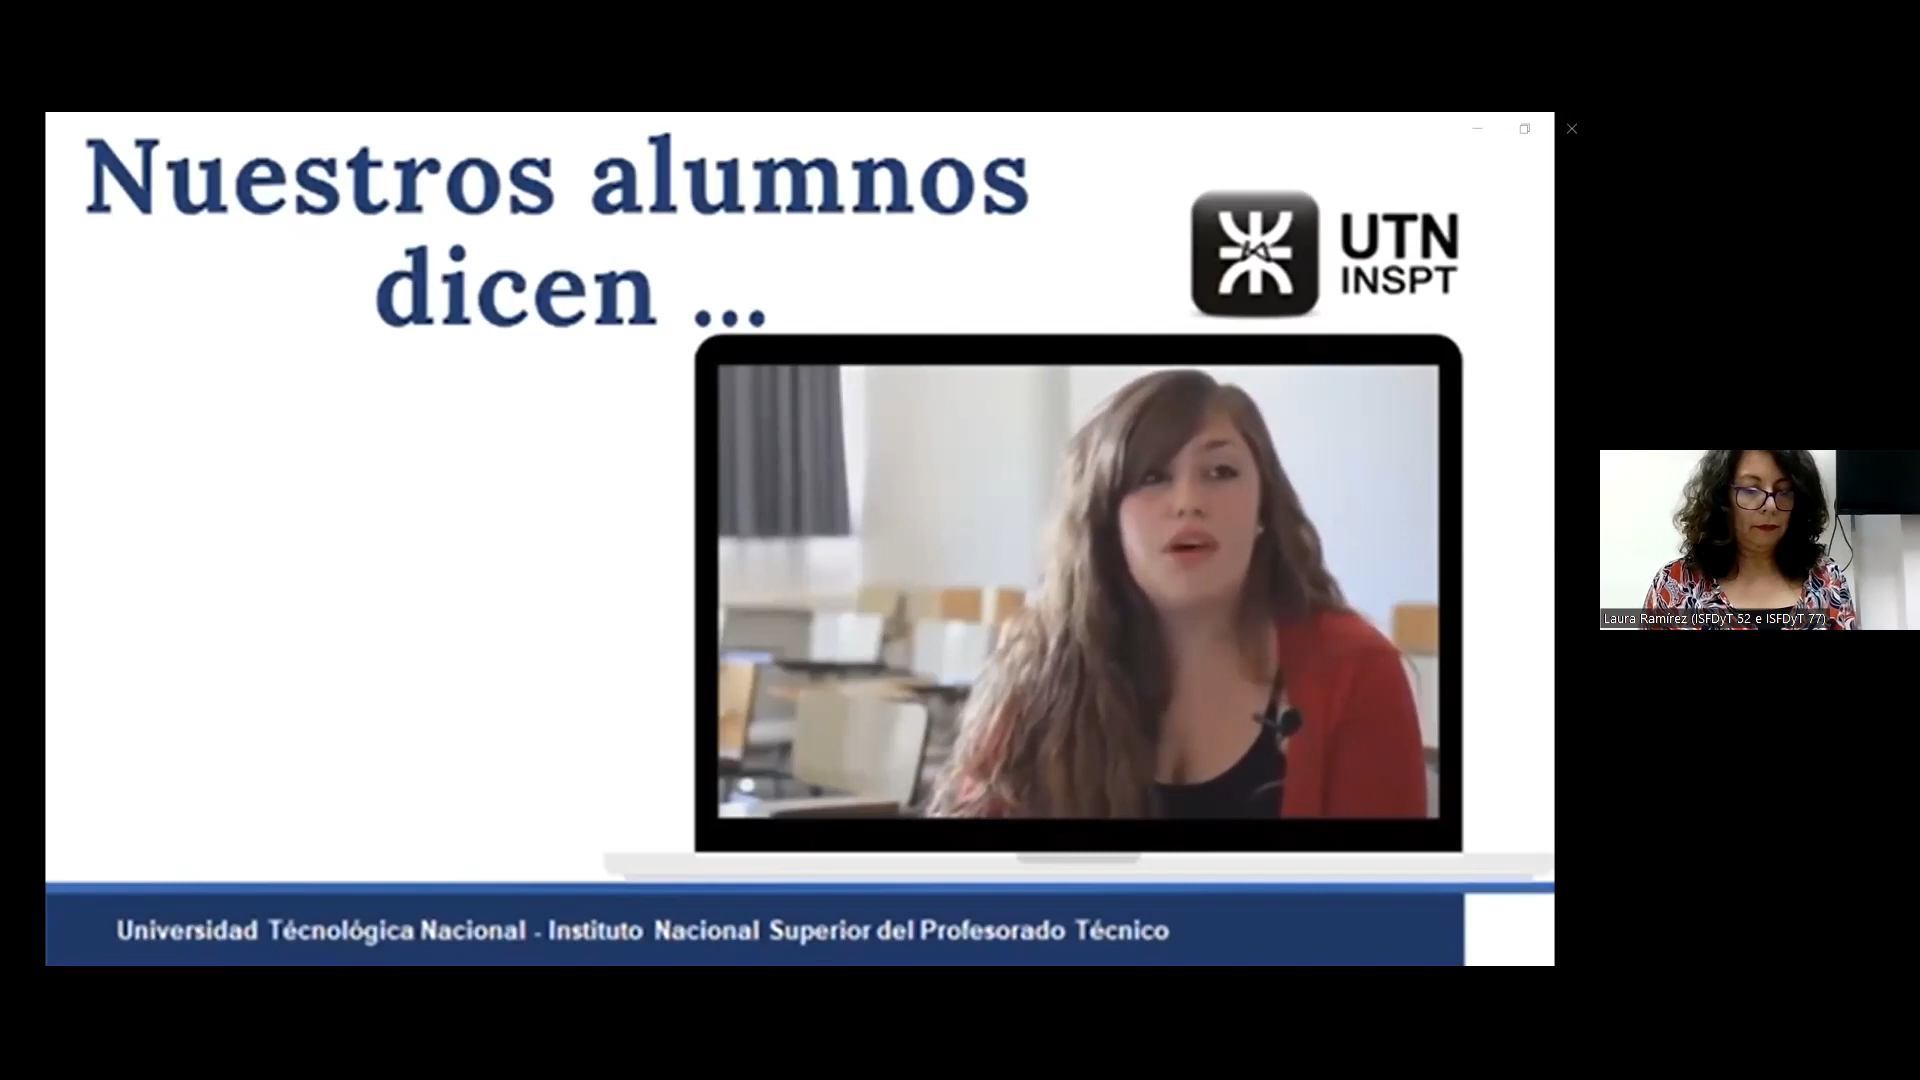 Nuestros alumnos
dicen ...
UTN
INSPT
Laura Ramírez (ISFDyT 52 e ISFDyT 77)
Universidad Técnológica Nacional - Instituto Nacional Superior del Profesorado Técnico